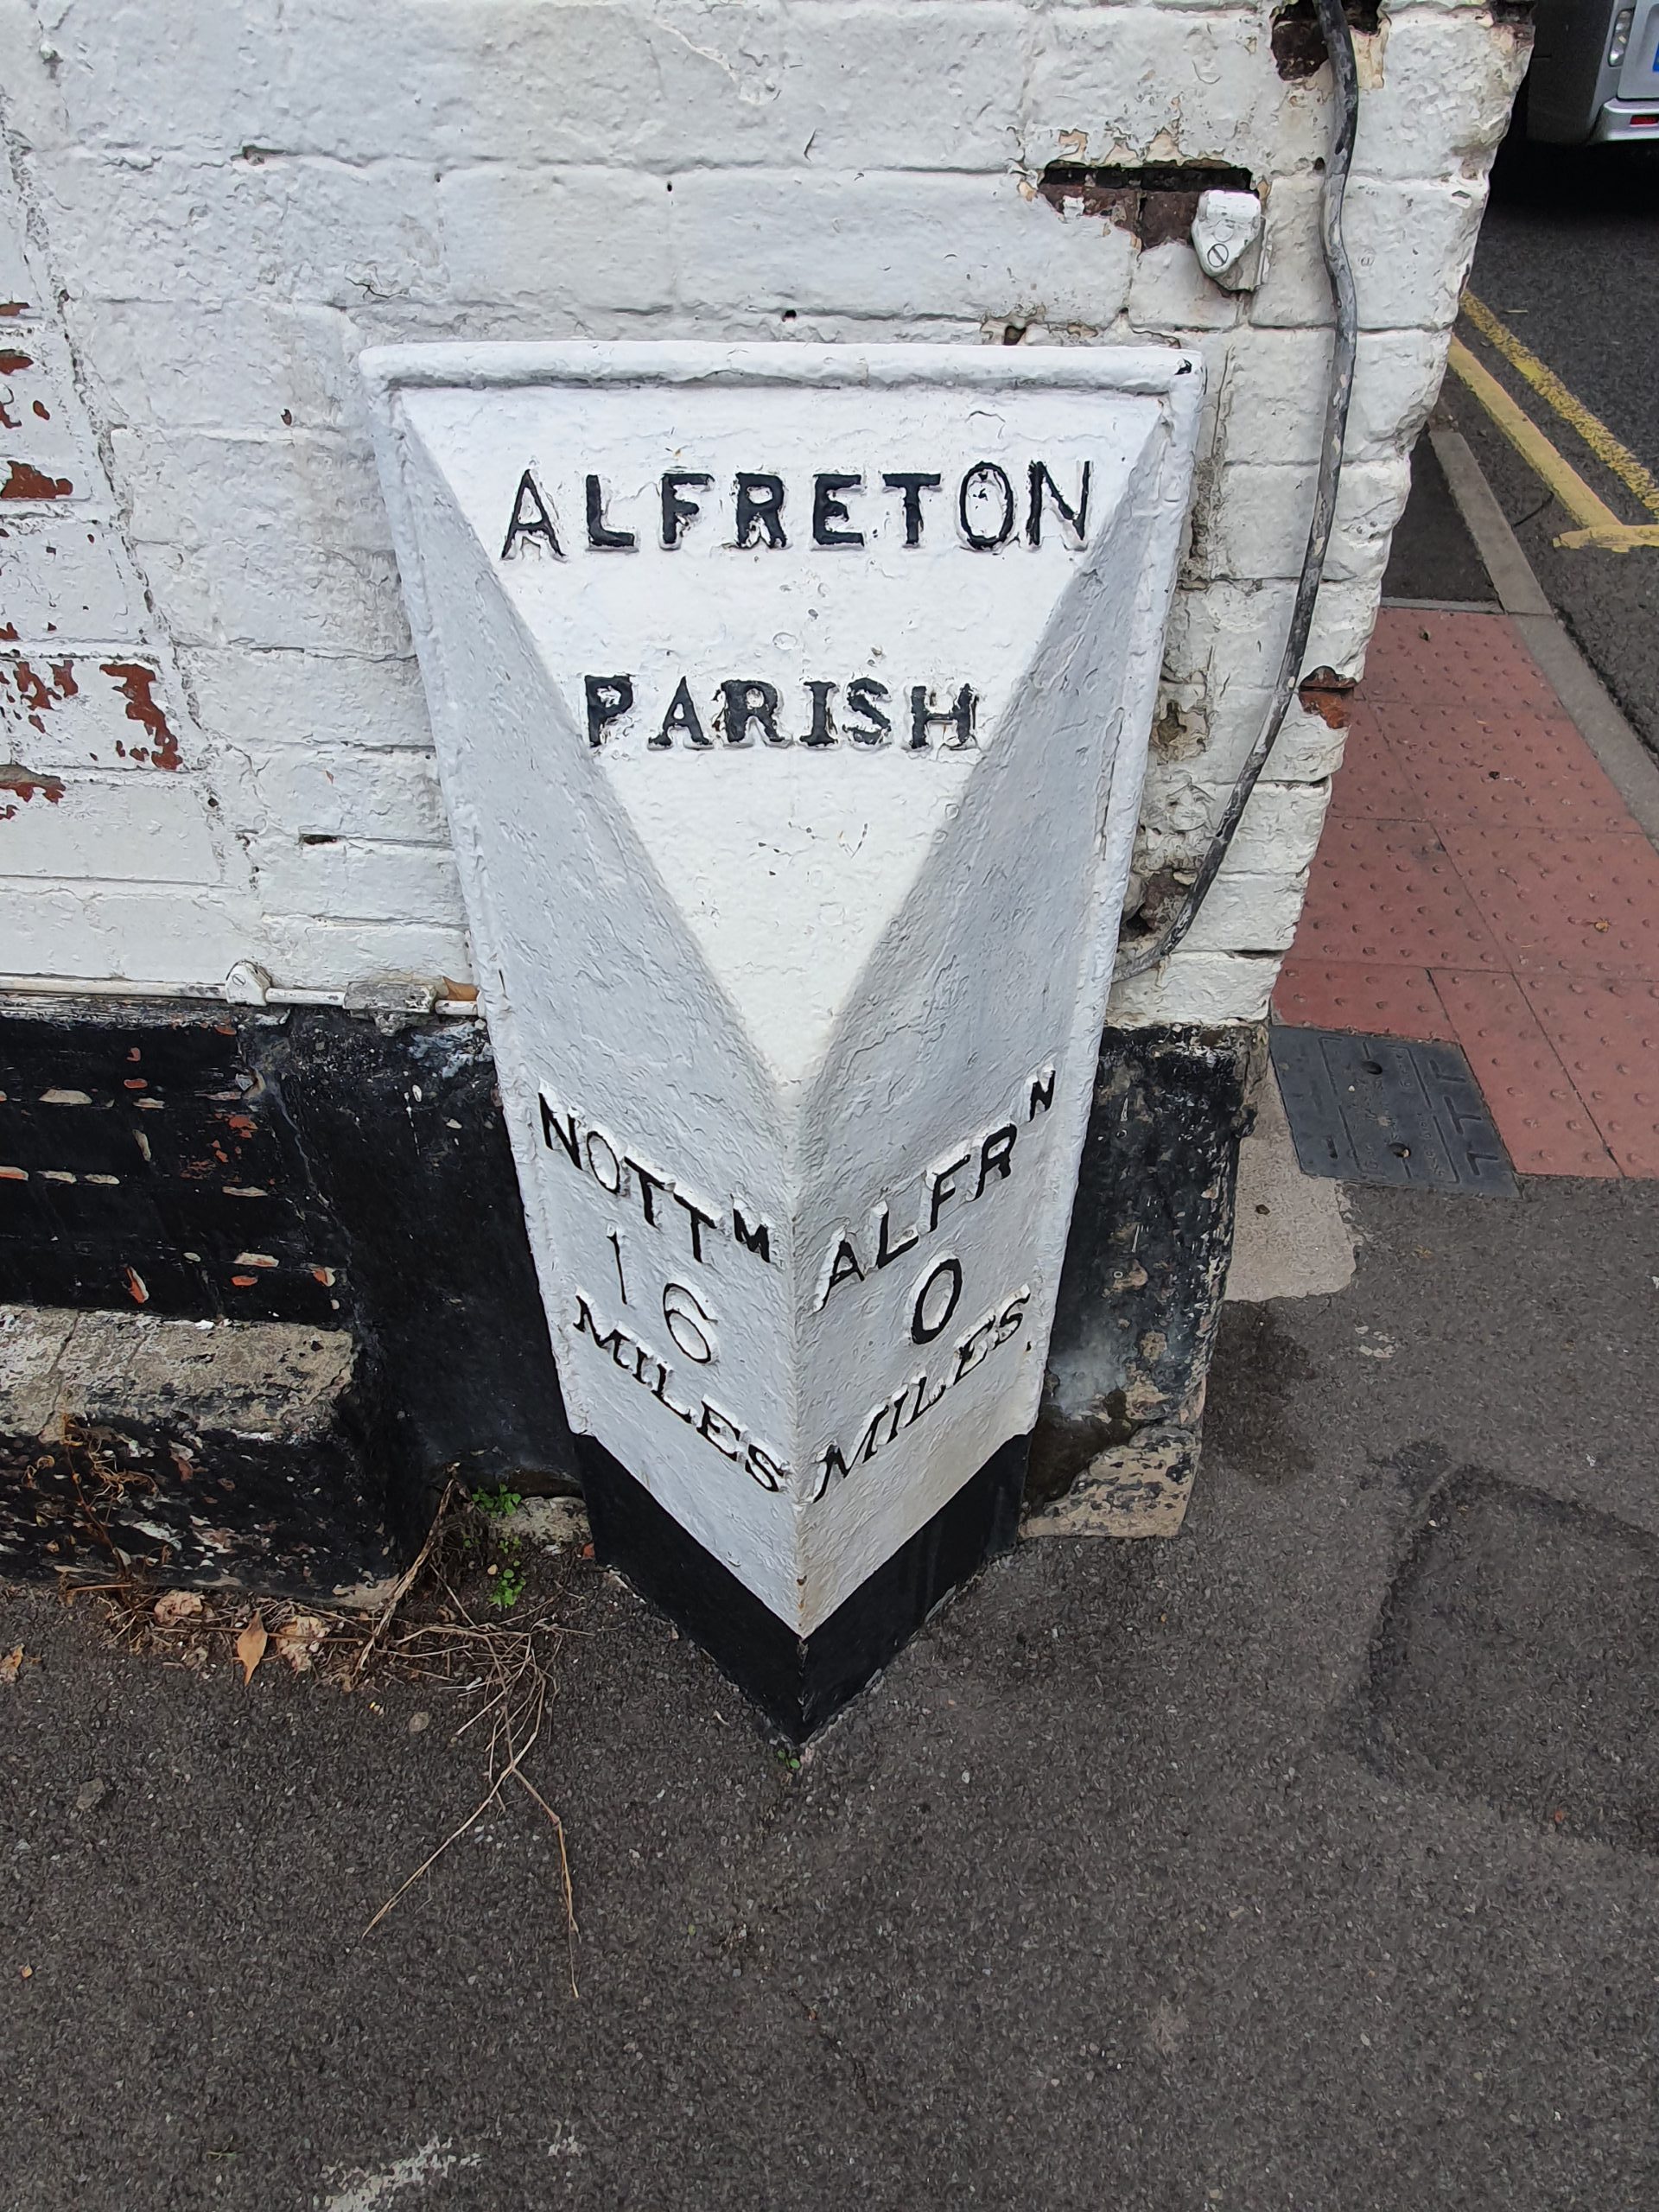 ALFRETON
PARISH
NOTTM
16
MILES
ALFRN
0
MILES.